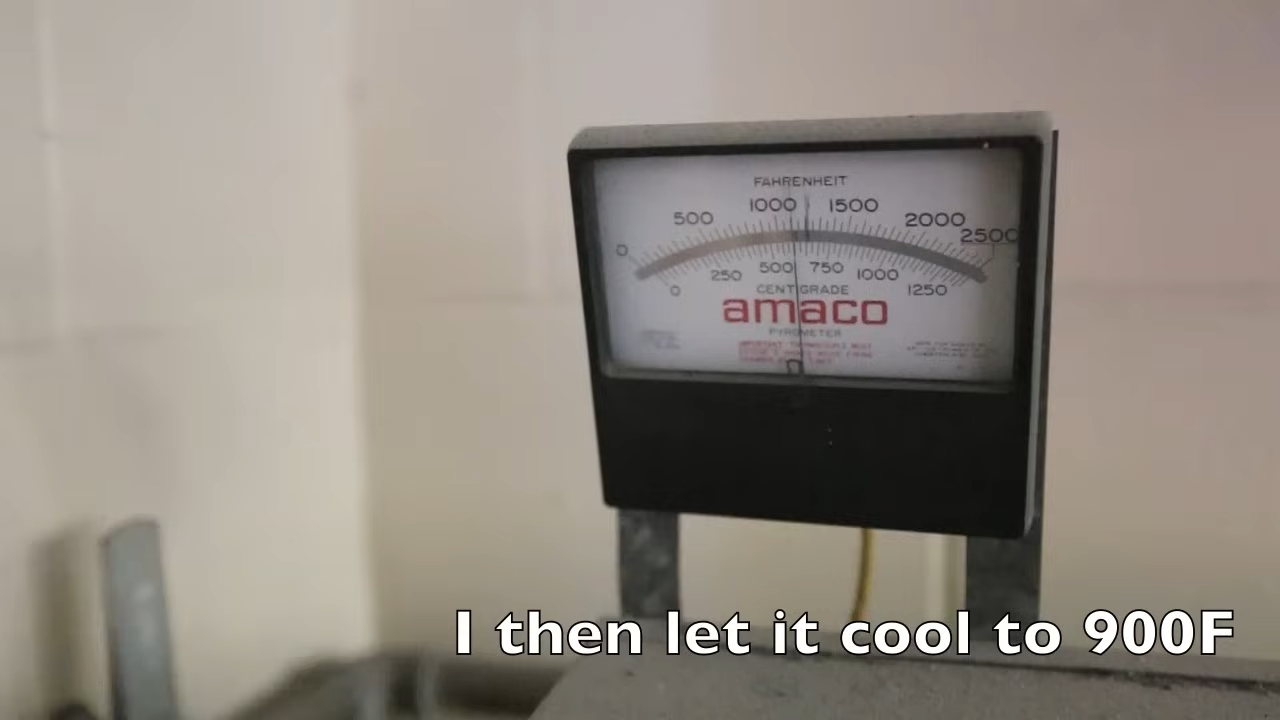 FAHRENHEIT
0 500 1000 1500 2000 2500
0 250 500 750 1000 1250
CENTIGRADE
amaco
PYROMETER
I then let it cool to 900F